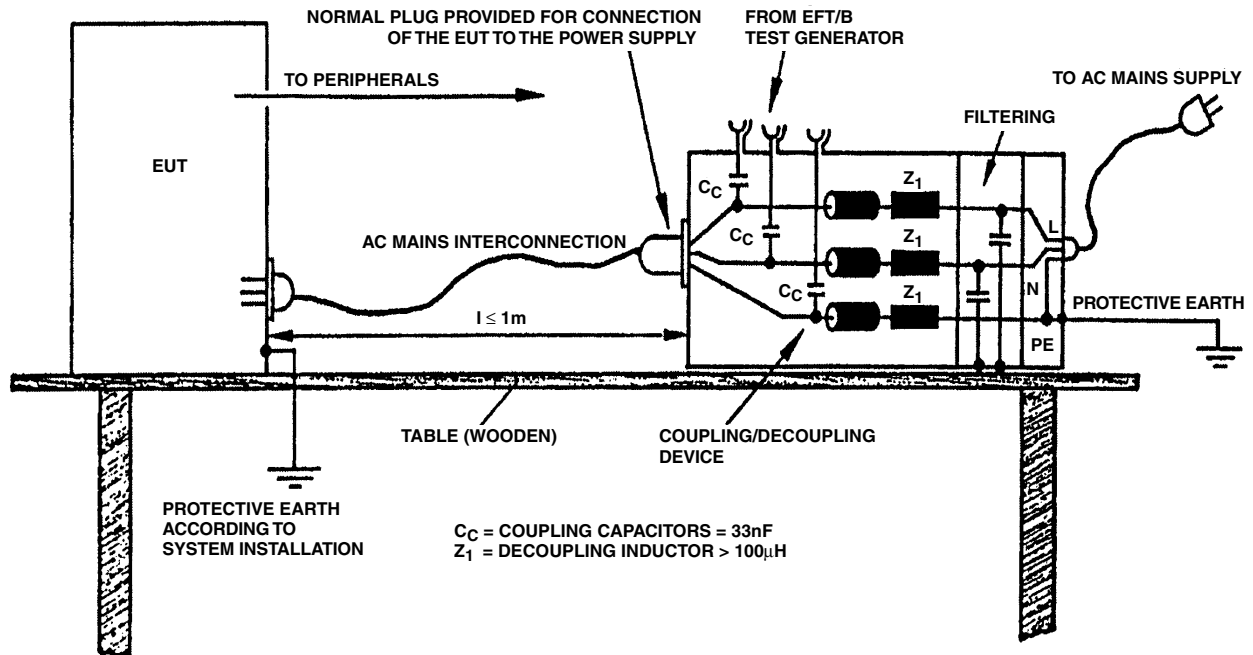 NORMAL PLUG PROVIDED FOR CONNECTION
OF THE EUT TO THE POWER SUPPLY
FROM EFT/B
TEST GENERATOR
TO PERIPHERALS
TO AC MAINS SUPPLY
FILTERING
EUT
CC
Z1
L
AC MAINS INTERCONNECTION
CC
Z1
N
CC
Z1
PROTECTIVE EARTH
l ≤ 1m
PE
TABLE (WOODEN)
COUPLING/DECOUPLING
DEVICE
PROTECTIVE EARTH
ACCORDING TO
SYSTEM INSTALLATION
CC = COUPLING CAPACITORS = 33nF
Z1 = DECOUPLING INDUCTOR > 100μH